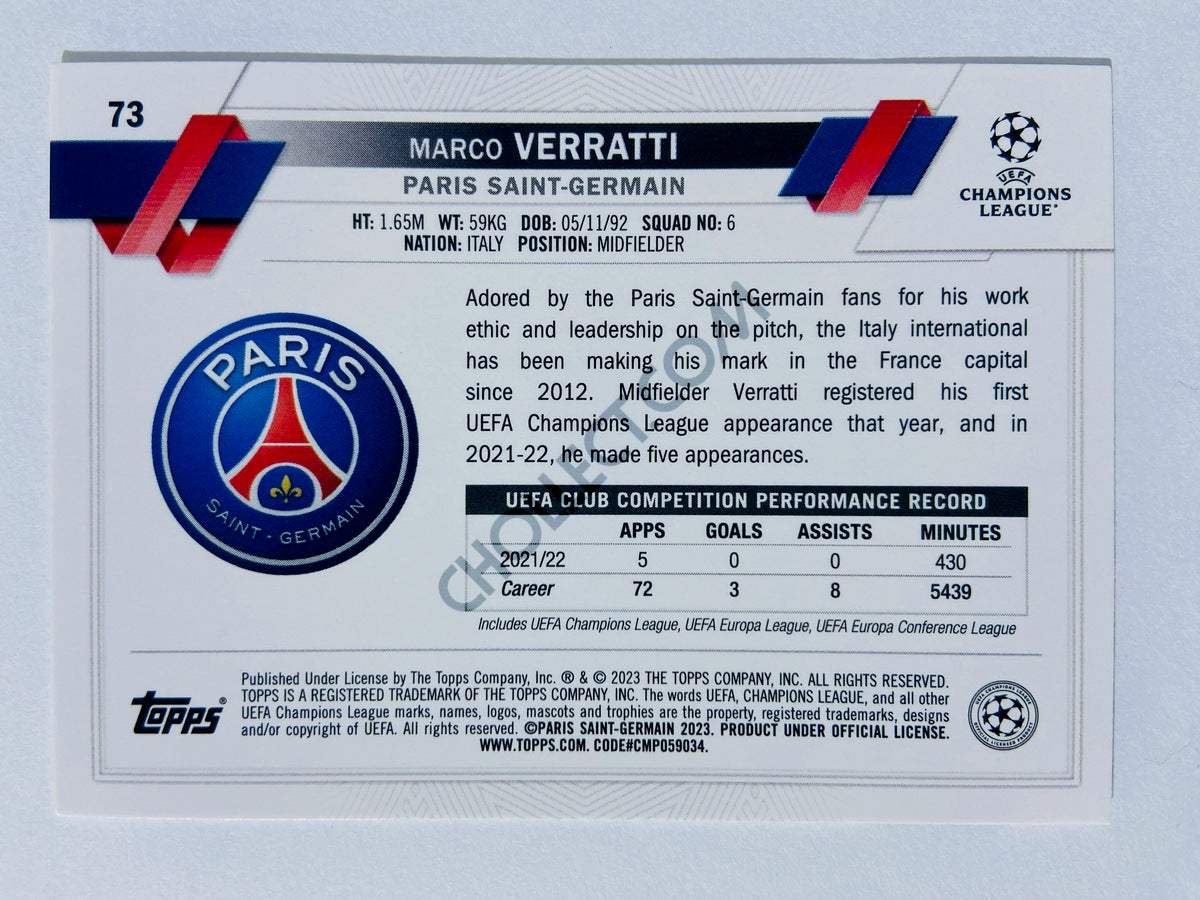 73
MARCO VERRATTI
PARIS SAINT-GERMAIN
UEFA
CHAMPIONS
LEAGUE®
HT: 1.65M WT: 59KG DOB: 05/11/92 SQUAD NO: 6
NATION: ITALY POSITION: MIDFIELDER
Adored by the Paris Saint-Germain fans for his work
ethic and leadership on the pitch, the Italy international
has been making his mark in the France capital
since 2012. Midfielder Verratti registered his first
UEFA Champions League appearance that year, and in
2021-22, he made five appearances.
PARIS
SAINT-GERMAIN
CHOLLECT.COM
UEFA CLUB COMPETITION PERFORMANCE RECORD
APPS GOALS ASSISTS MINUTES
2021/22 5 0 0 430
Career 72 3 8 5439
Includes UEFA Champions League, UEFA Europa League, UEFA Europa Conference League
Topps®
Published Under License by The Topps Company, Inc. ® & © 2023 THE TOPPS COMPANY, INC. ALL RIGHTS RESERVED.
TOPPS IS A REGISTERED TRADEMARK OF THE TOPPS COMPANY, INC. The words UEFA, CHAMPIONS LEAGUE, and all other
UEFA Champions League marks, names, logos, mascots and trophies are the property, registered trademarks, designs
and/or copyright of UEFA. All rights reserved. ©PARIS SAINT-GERMAIN 2023. PRODUCT UNDER OFFICIAL LICENSE.
WWW.TOPPS.COM. CODE#CMP059034.